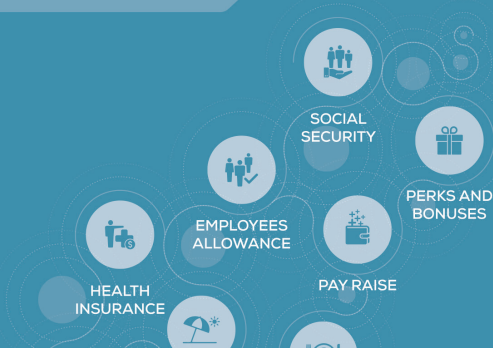 SOCIAL
SECURITY
PERKS AND
BONUSES
EMPLOYEES
ALLOWANCE
PAY RAISE
HEALTH
INSURANCE